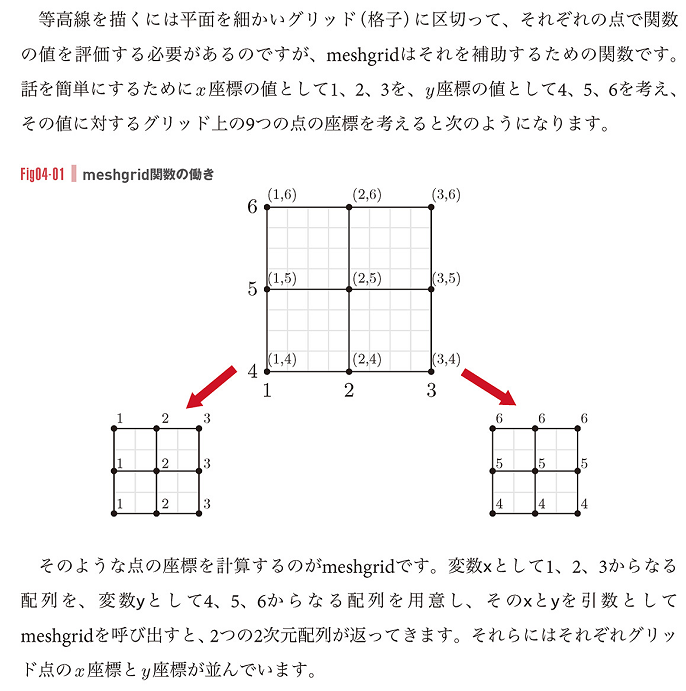 等高線を描くには平面を細かいグリッド（格子）に区切って、それぞれの点で関数
の値を評価する必要があるのですが、meshgridはそれを補助するための関数です。
話を簡単にするためにx座標の値として1、2、3を、y座標の値として4、5、6を考え、
その値に対するグリッド上の9つの点の座標を考えると次のようになります。
Fig04-01 meshgrid関数の働き
(1,6) (2,6) (3,6)
6
(1,5) (2,5) (3,5)
5
(1,4) (2,4) (3,4)
4
1 2 3
1 2 3
1 2 3
1 2 3
6 6 6
5 5 5
4 4 4
そのような点の座標を計算するのがmeshgridです。変数xとして1、2、3からなる
配列を、変数yとして4、5、6からなる配列を用意し、そのxとyを引数として
meshgridを呼び出すと、2つの2次元配列が返ってきます。それらにはそれぞれグリッ
ド点のx座標とy座標が並んでいます。